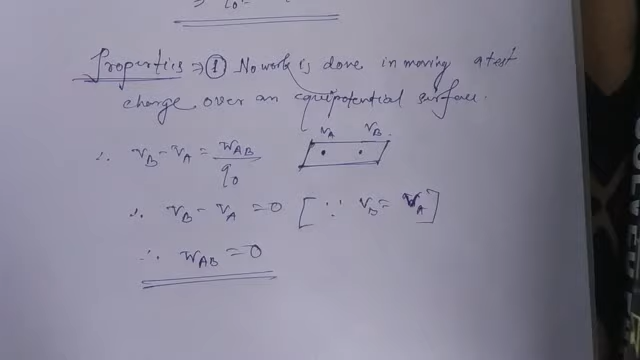 Properties ⇒ ① No work is done in moving a test
charge over an equipotential surface.
V_A V_B
∴ V_B - V_A = W_AB / q_0
∴ V_B - V_A = 0 [∵ V_B = V_A]
∴ W_AB = 0